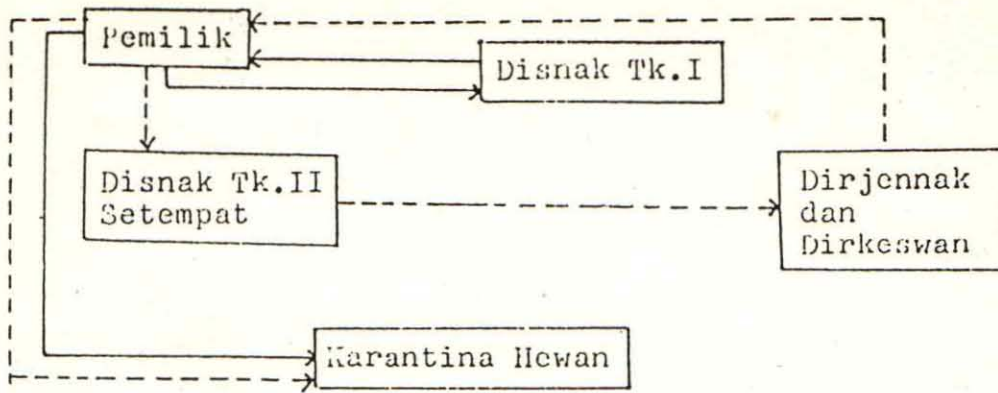 Pemilik
Disnak Tk.I
Disnak Tk.II
Setempat
Dirjennak
dan
Dirkeswan
Karantina Hewan